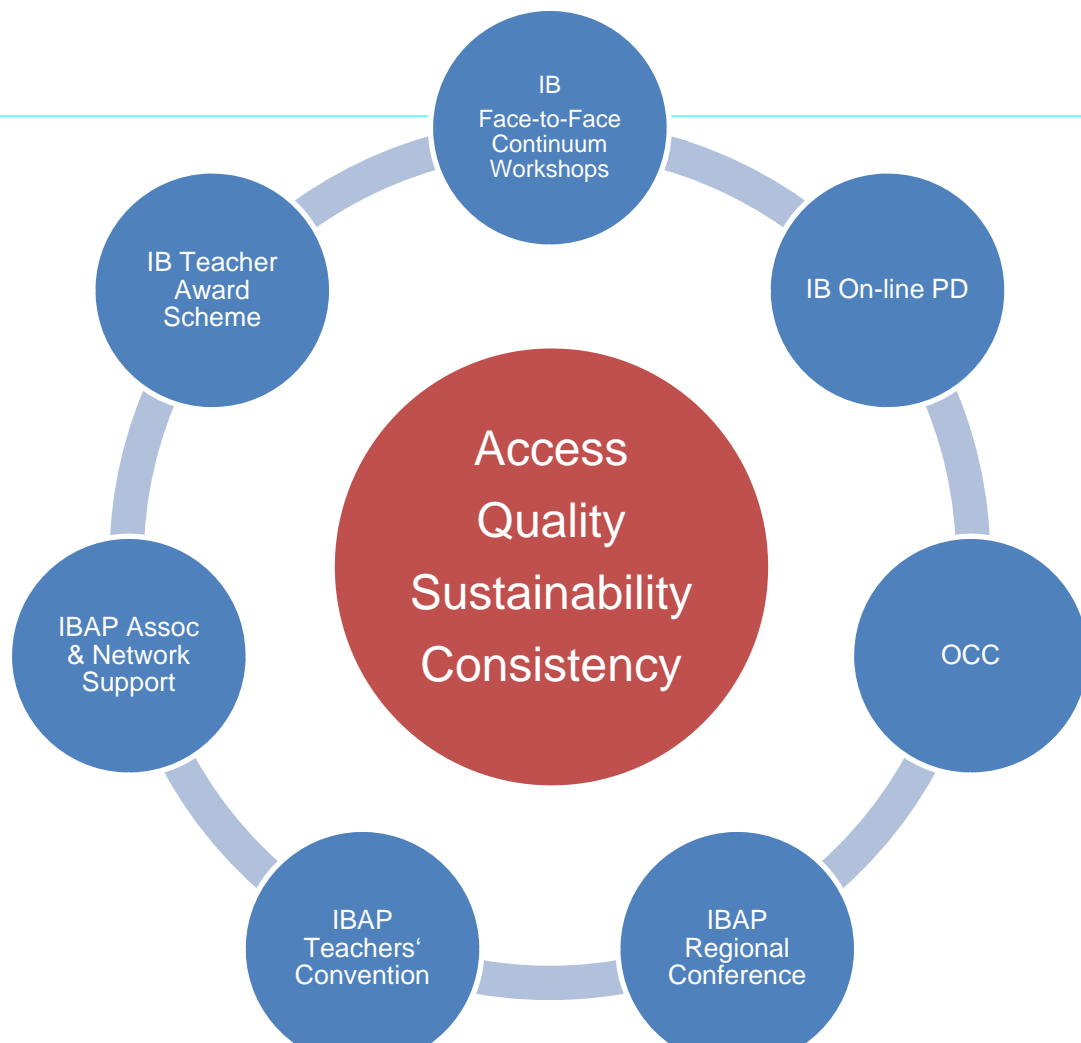 IB
Face-to-Face
Continuum
Workshops
IB On-line PD
OCC
IBAP
Regional
Conference
IBAP
Teachers‘
Convention
IBAP Assoc
& Network
Support
IB Teacher
Award
Scheme
Access
Quality
Sustainability
Consistency